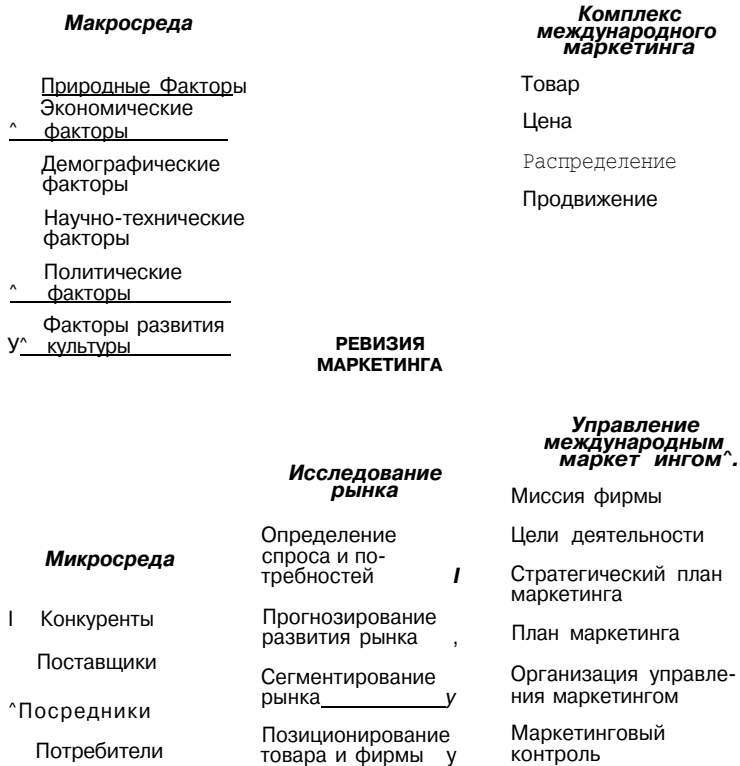 Макросреда
Природные Факторы
Экономические
^ факторы
Демографические
факторы
Научно-технические
факторы
Политические
^ факторы
Факторы развития
У^ культуры
Комплекс
международного
маркетинга
Товар
Цена
Распределение
Продвижение
РЕВИЗИЯ
МАРКЕТИНГА
Микросреда
I Конкуренты
Поставщики
^Посредники
Потребители
Исследование
рынка
Определение
спроса и по-
требностей I
Прогнозирование
развития рынка ,
Сегментирование
рынка у
Позиционирование
товара и фирмы у
Управление
международным
маркет ингом^.
Миссия фирмы
Цели деятельности
Стратегический план
маркетинга
План маркетинга
Организация управле-
ния маркетингом
Маркетинговый
контроль